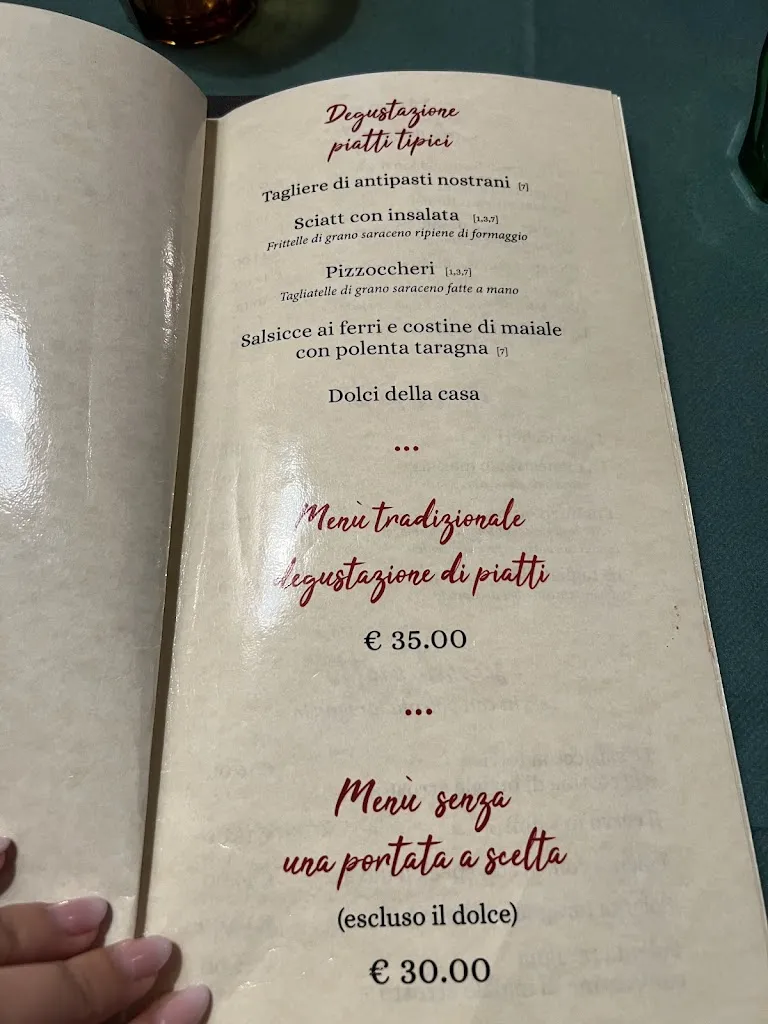 Degustazione
piatti tipici
Tagliere di antipasti nostrani [7]
Sciatt con insalata [1,3,7]
Frittelle di grano saraceno ripiene di formaggio
Pizzoccheri [1,3,7]
Tagliatelle di grano saraceno fatte a mano
Salsicce ai ferri e costine di maiale
con polenta taragna [7]
Dolci della casa
...
Menù tradizionale
degustazione di piatti
€ 35.00
...
Menù senza
una portata a scelta
(escluso il dolce)
€ 30.00